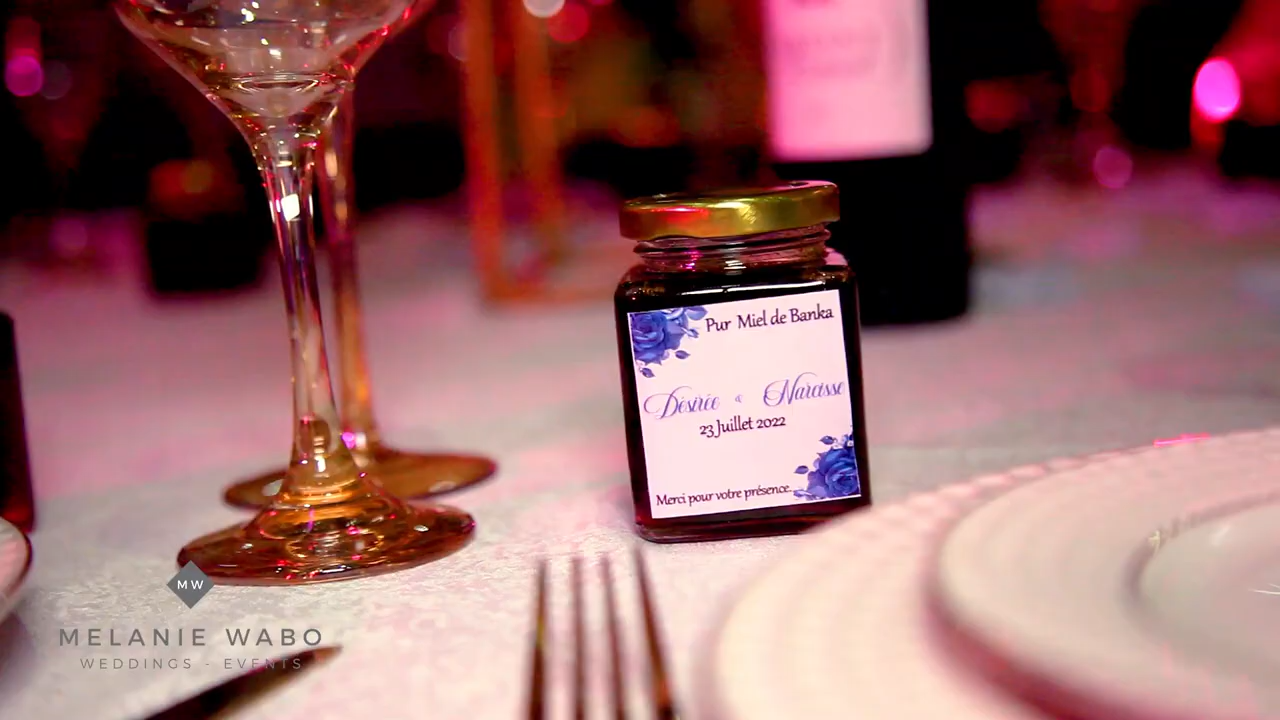 Pur Miel de Banka
Désirée & Narcisse
23 Juillet 2022
Merci pour votre présence
MW
MELANIE WABO
WEDDINGS - EVENTS